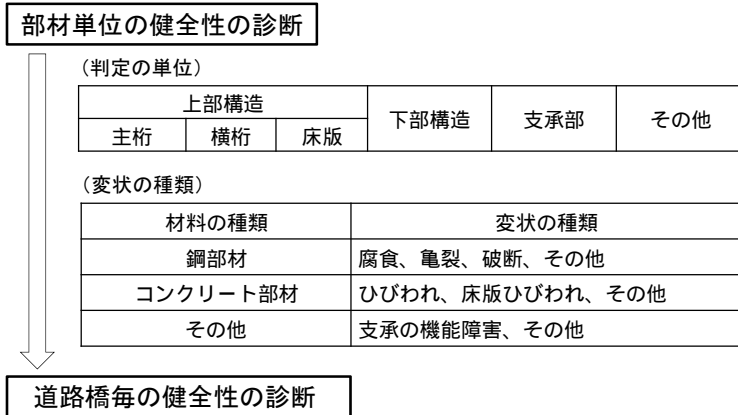 部材単位の健全性の診断
（判定の単位）
上部構造 下部構造 支承部 その他
主桁 横桁 床版
（変状の種類）
材料の種類 変状の種類
鋼部材 腐食、亀裂、破断、その他
コンクリート部材 ひびわれ、床版ひびわれ、その他
その他 支承の機能障害、その他
道路橋毎の健全性の診断